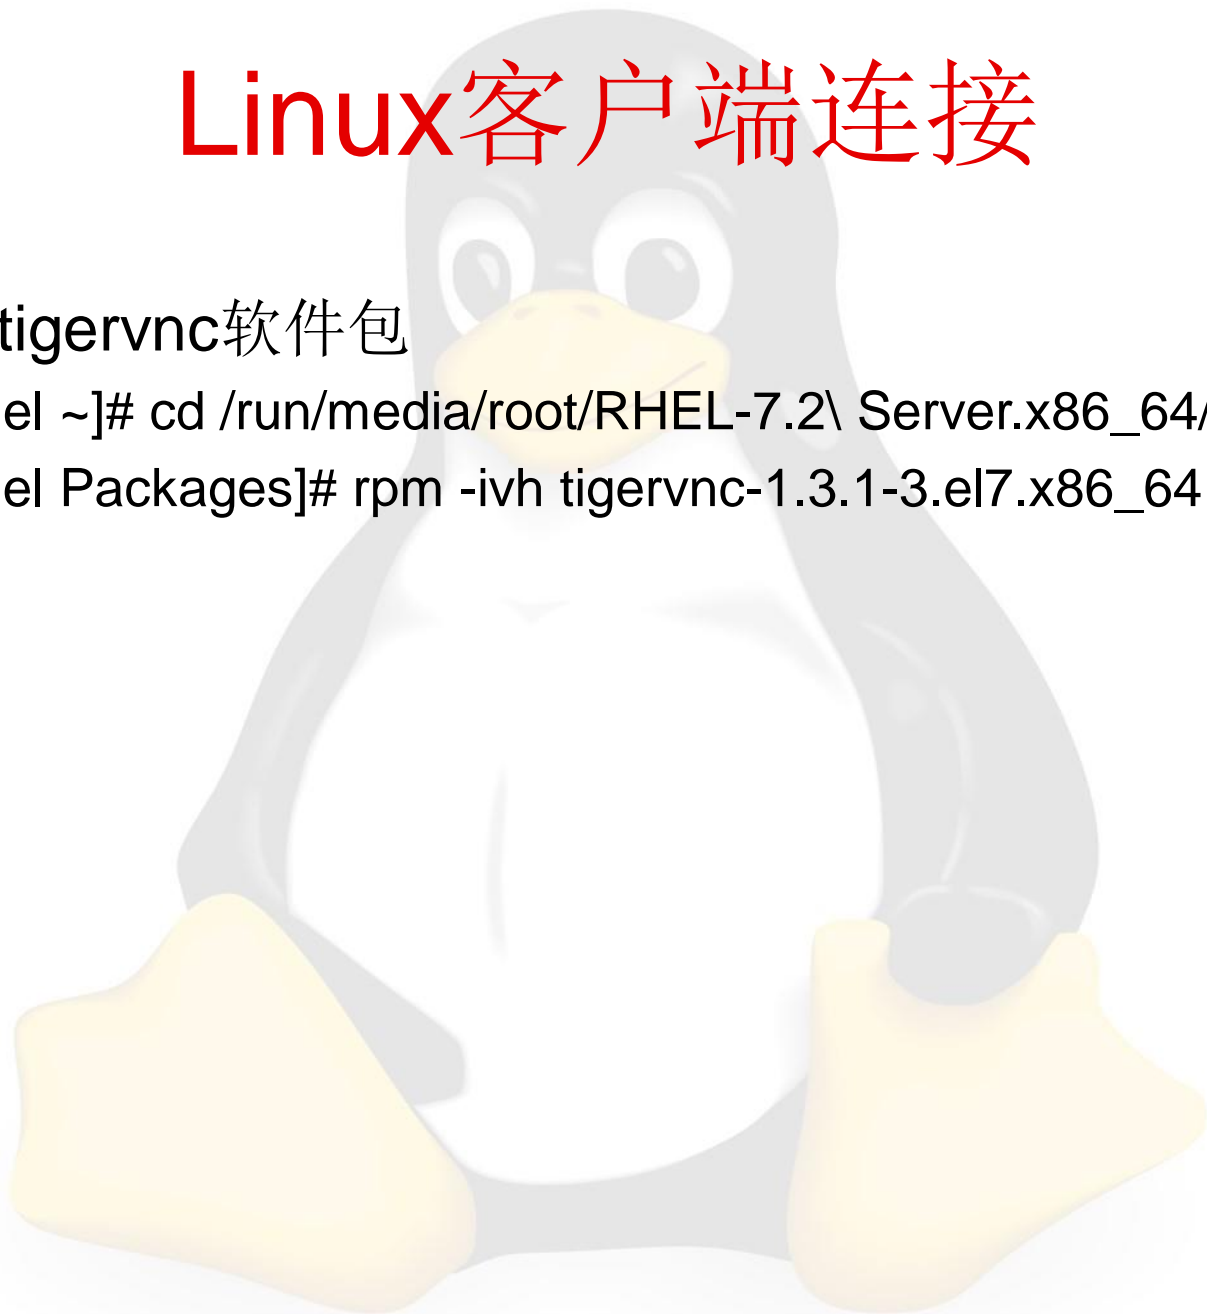 Linux客户端连接
tigervnc软件包
el ~]# cd /run/media/root/RHEL-7.2\ Server.x86_64/
el Packages]# rpm -ivh tigervnc-1.3.1-3.el7.x86_64